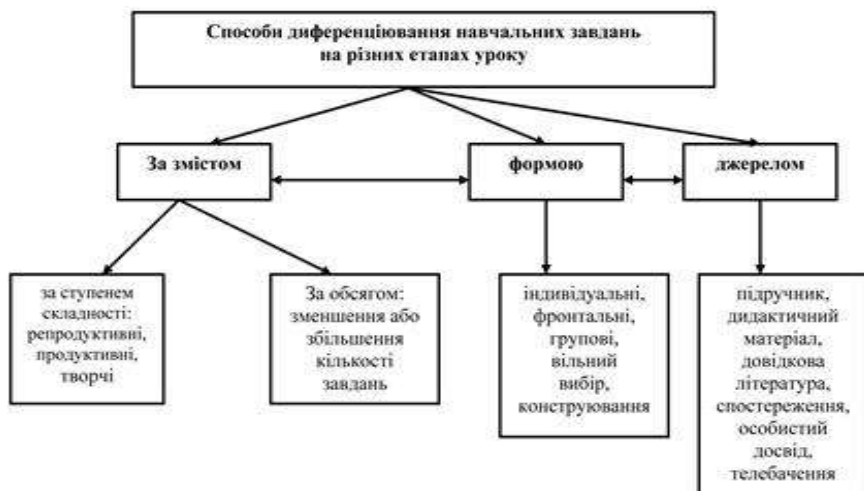 Способи диференціювання навчальних завдань
на різних етапах уроку
За змістом
формою
джерелом
за ступенем
складності:
репродуктивні,
продуктивні,
творчі
За обсягом:
зменшення або
збільшення
кількості
завдань
індивідуальні,
фронтальні,
групові,
вільний
вибір,
конструювання
підручник,
дидактичний
матеріал,
довідкова
література,
спостереження,
особистий
досвід,
телебачення